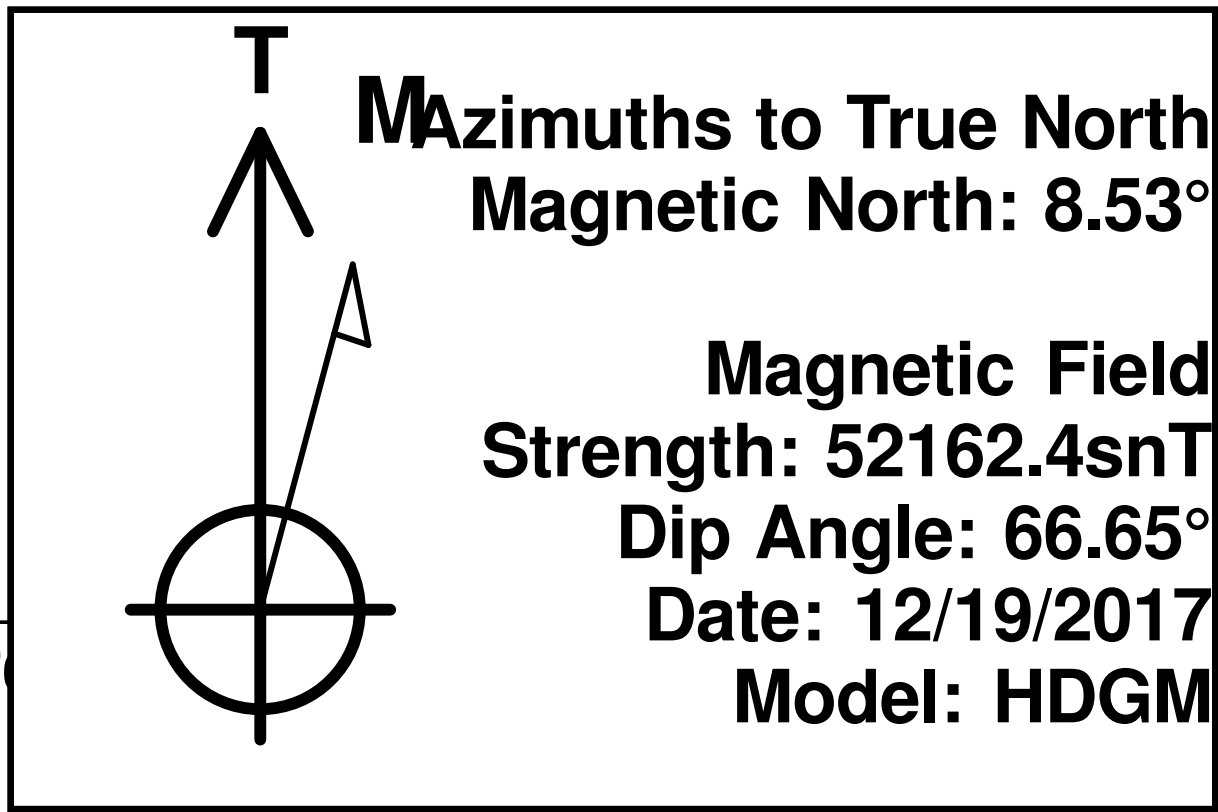 T
M
Azimuths to True North
Magnetic North: 8.53°
Magnetic Field
Strength: 52162.4snT
Dip Angle: 66.65°
Date: 12/19/2017
Model: HDGM